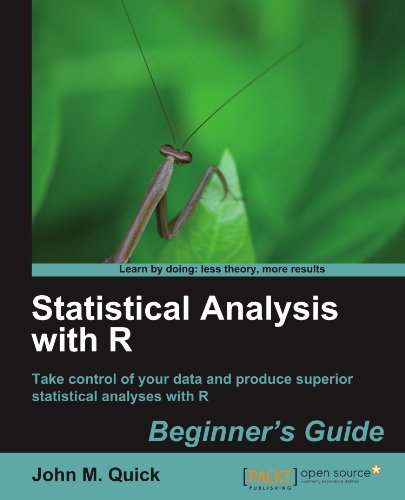 Learn by doing: less theory, more results
Statistical Analysis
with R
Take control of your data and produce superior
statistical analyses with R
Beginner's Guide
John M. Quick
[PACKT]
PUBLISHING
open source*
community experience distilled